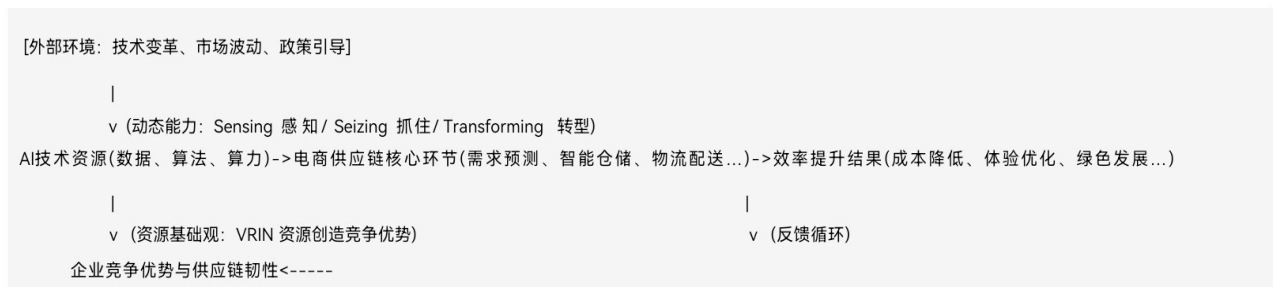 [外部环境：技术变革、市场波动、政策引导]
|
v (动态能力：Sensing 感 知/ Seizing 抓住/ Transforming 转型)
AI技术资源(数据、算法、算力)->电商供应链核心环节(需求预测、智能仓储、物流配送...)->效率提升结果(成本降低、体验优化、绿色发展...)
| |
v (资源基础观：VRIN 资源创造竞争优势) v (反馈循环)
企业竞争优势与供应链韧性<-----